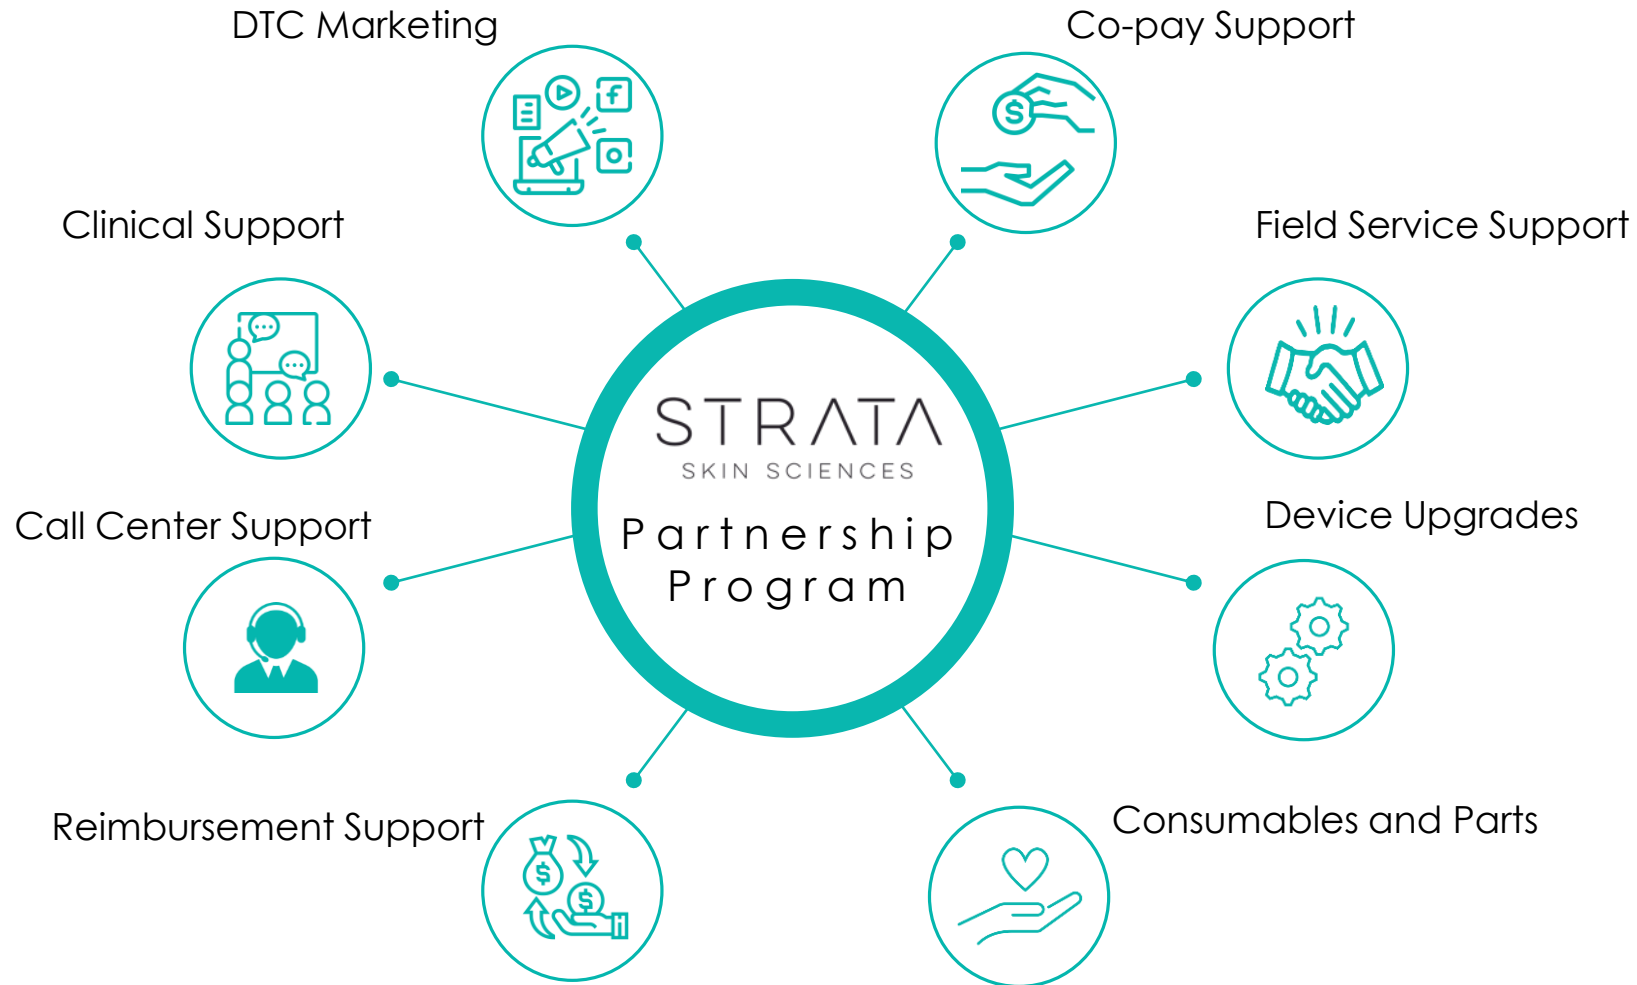 DTC Marketing
Co-pay Support
Clinical Support
Field Service Support
STRATA
SKIN SCIENCES
Partnership
Program
Call Center Support
Device Upgrades
Reimbursement Support
Consumables and Parts